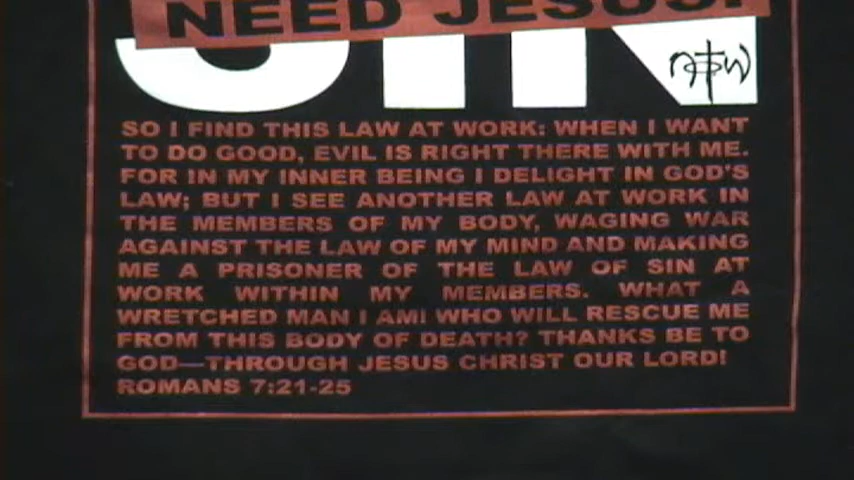 NEED JESUS!
SIN
SO I FIND THIS LAW AT WORK: WHEN I WANT
TO DO GOOD, EVIL IS RIGHT THERE WITH ME.
FOR IN MY INNER BEING I DELIGHT IN GOD'S
LAW; BUT I SEE ANOTHER LAW AT WORK IN
THE MEMBERS OF MY BODY, WAGING WAR
AGAINST THE LAW OF MY MIND AND MAKING
ME A PRISONER OF THE LAW OF SIN AT
WORK WITHIN MY MEMBERS. WHAT A
WRETCHED MAN I AM! WHO WILL RESCUE ME
FROM THIS BODY OF DEATH? THANKS BE TO
GOD—THROUGH JESUS CHRIST OUR LORD!
ROMANS 7:21-25